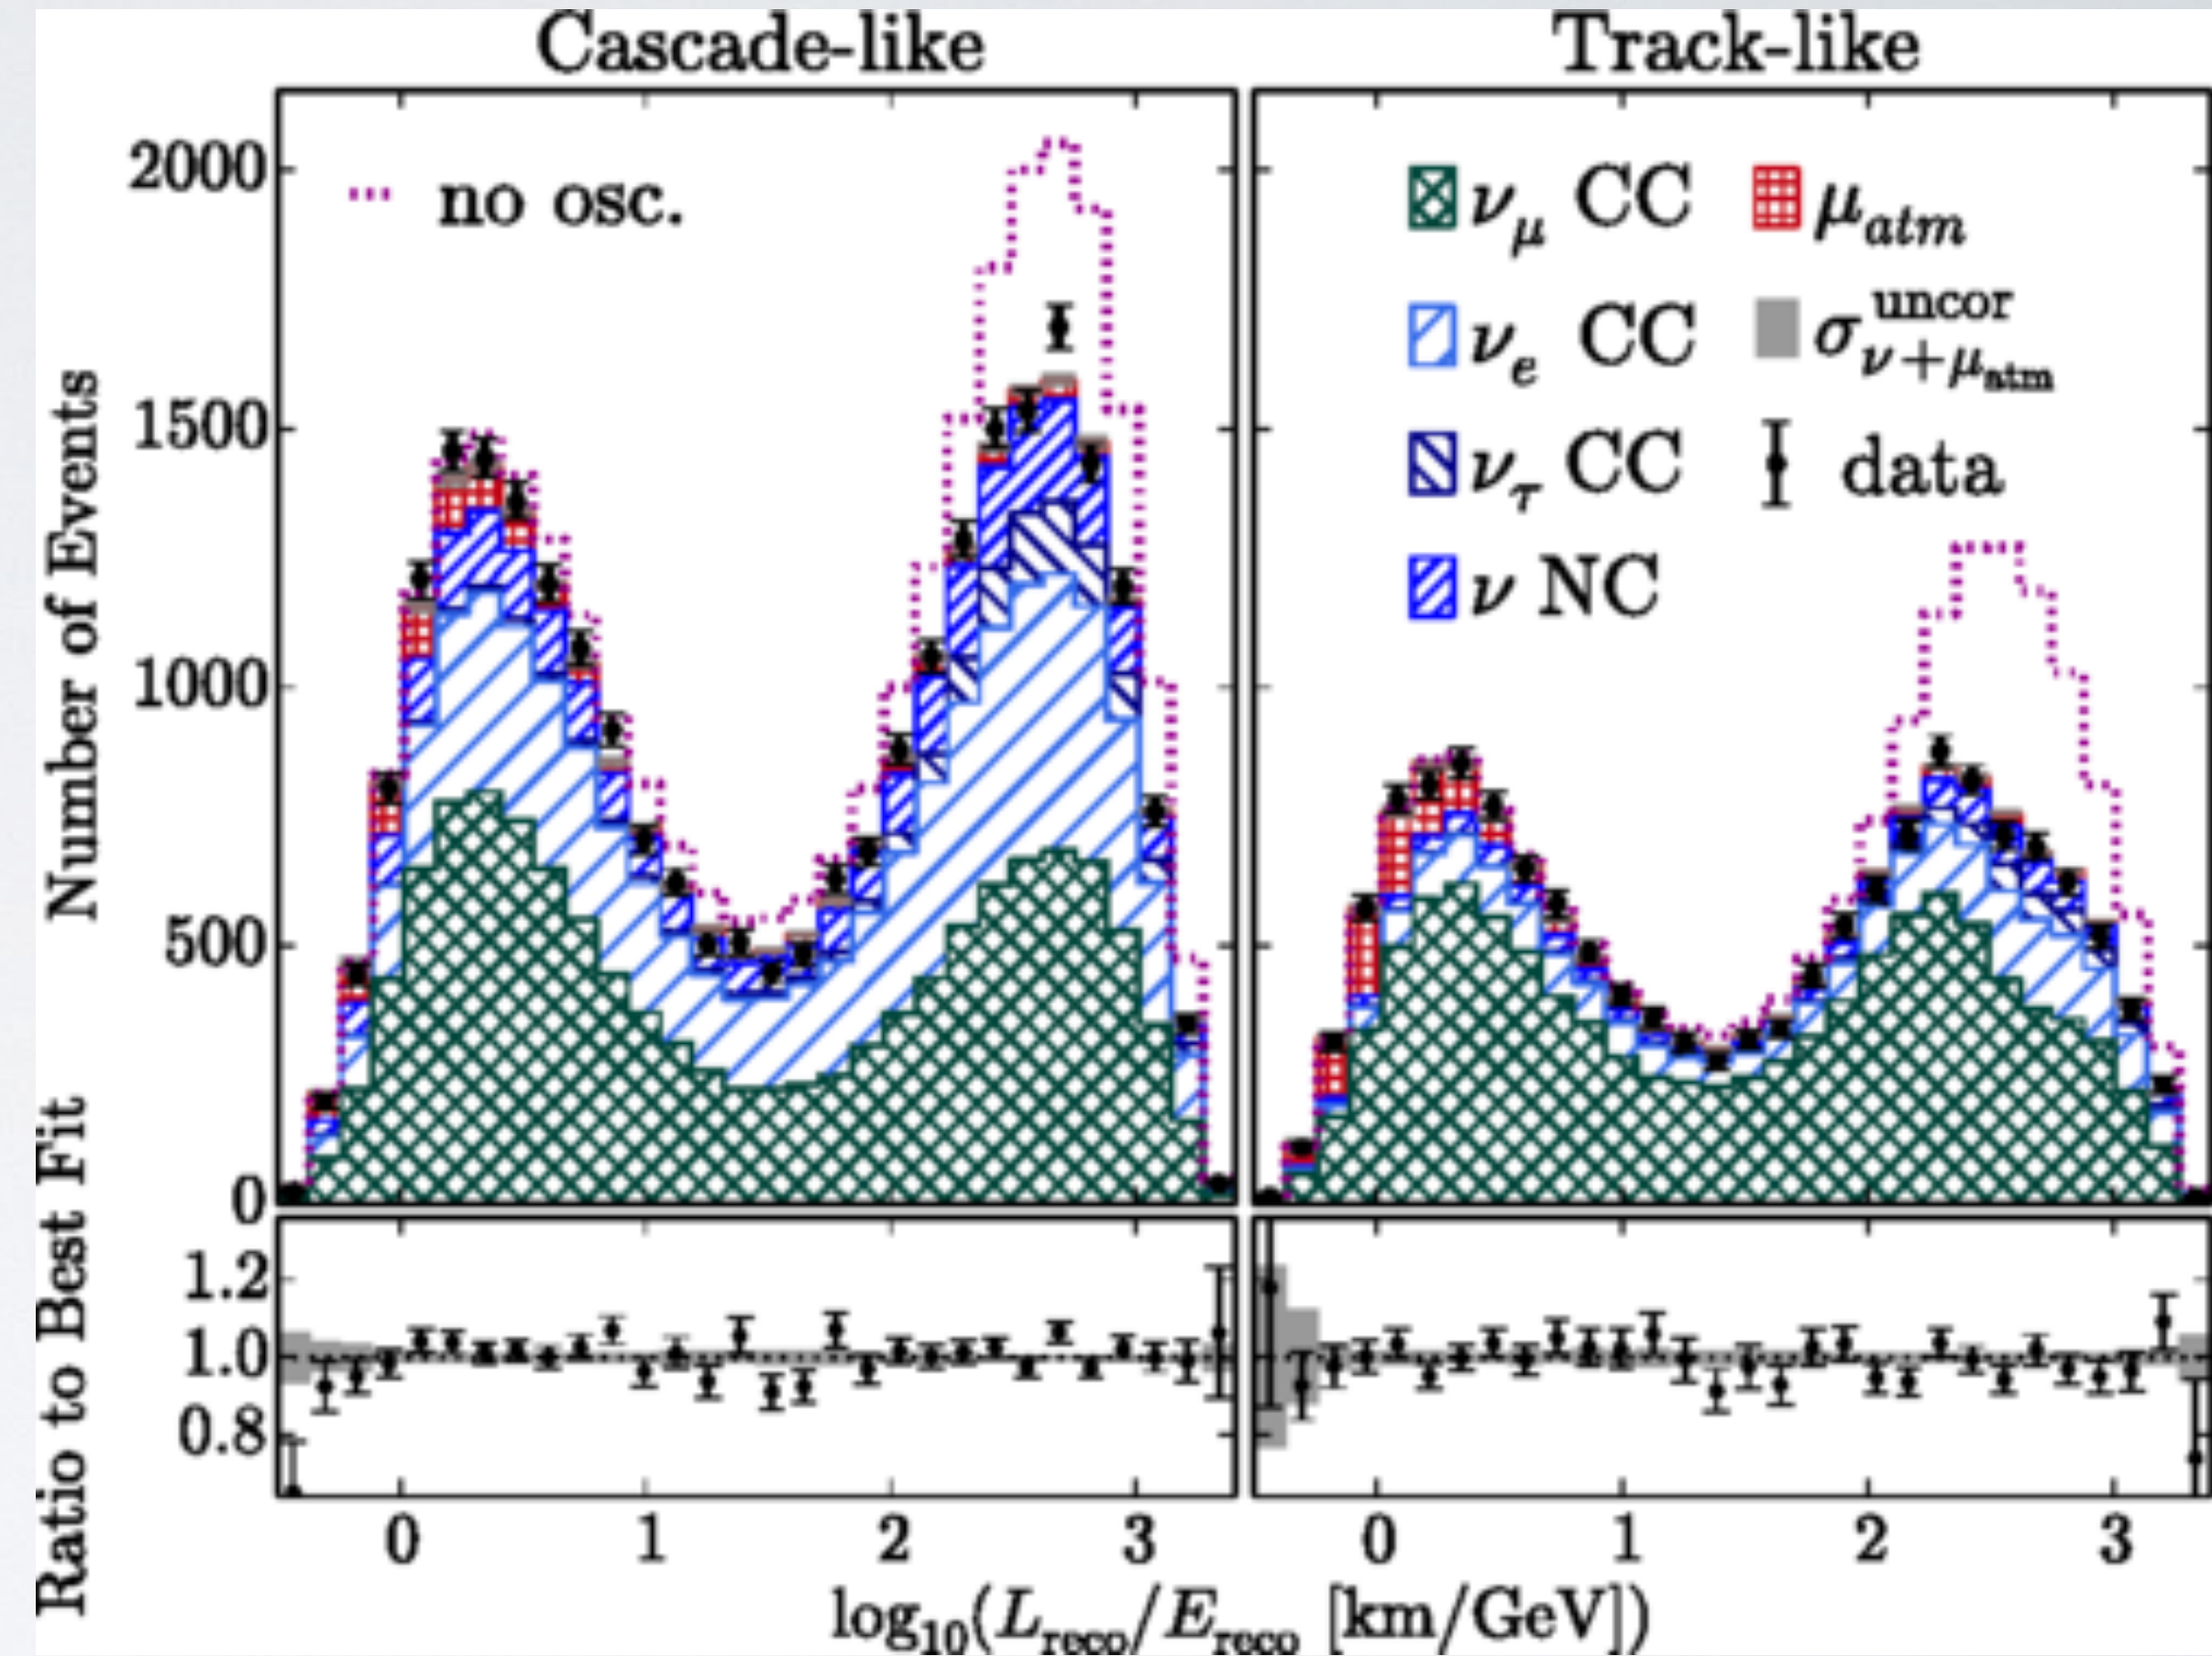 Cascade-like
Track-like
Number of Events
2000
1500
1000
500
0
no osc.
νμ CC
μatm
νe CC
σν+μatm^uncor
ντ CC
data
ν NC
Ratio to Best Fit
1.2
1.0
0.8
0 1 2 3
0 1 2 3
log10(Lreco/Ereco [km/GeV])